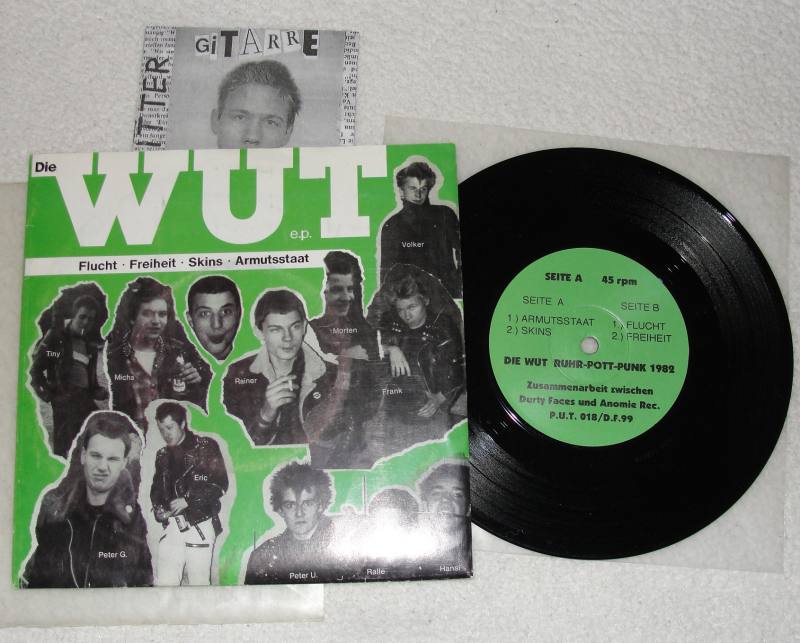 GiTARRE
Die
WUT
e.p.
Flucht · Freiheit · Skins · Armutsstaat
Volker
Tiny
Micha
Morten
Rainer
Frank
Eric
Peter G.
Peter U.
Ralle
Hansi
SEITE A 45 rpm
SEITE A
1.) ARMUTSSTAAT
2.) SKINS
SEITE B
1.) FLUCHT
2.) FREIHEIT
DIE WUT RUHR-POTT-PUNK 1982
Zusammenarbeit zwischen
Durty Faces und Anomie Rec.
P.U.T. 018/D.F.99